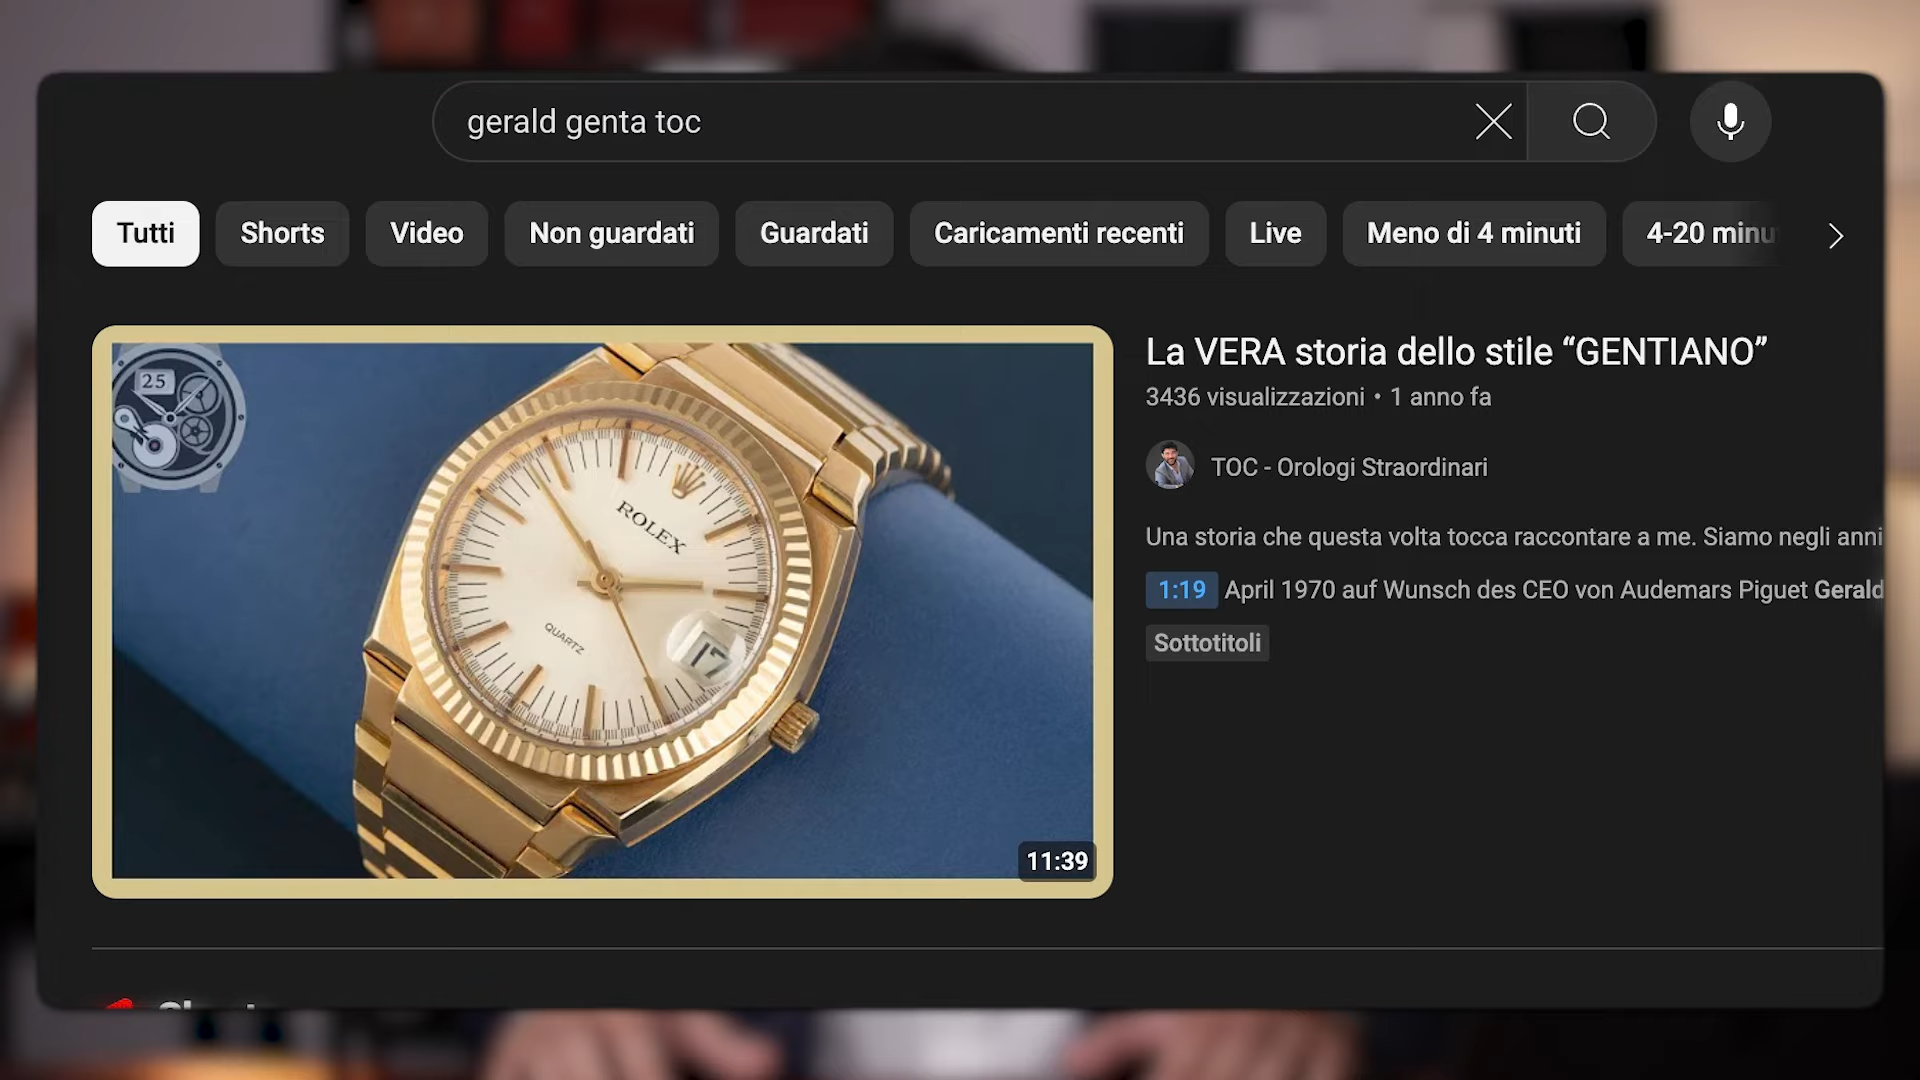 gerald genta toc
Tutti
Shorts
Video
Non guardati
Guardati
Caricamenti recenti
Live
Meno di 4 minuti
4-20 minu
La VERA storia dello stile “GENTIANO”
3436 visualizzazioni • 1 anno fa
TOC - Orologi Straordinari
Una storia che questa volta tocca raccontare a me. Siamo negli anni
1:19 April 1970 auf Wunsch des CEO von Audemars Piguet Gerald
Sottotitoli
25
ROLEX
QUARTZ
17
11:39